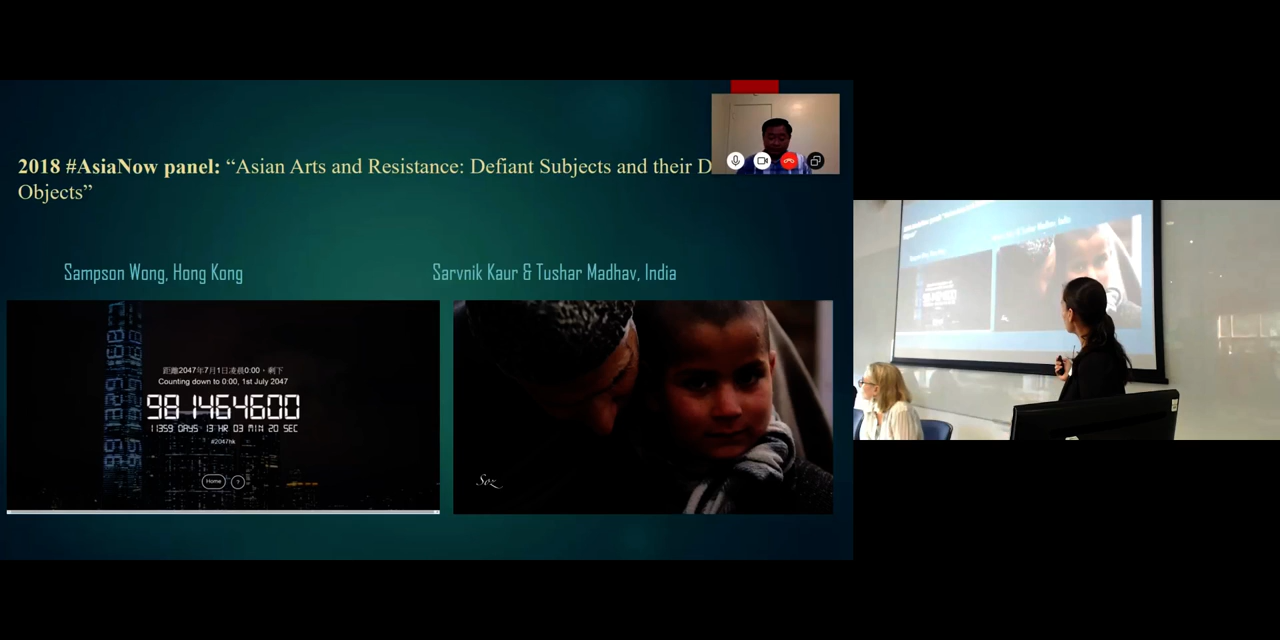 2018 #AsiaNow panel: “Asian Arts and Resistance: Defiant Subjects and their D
Objects”
Sampson Wong, Hong Kong
Sarvnik Kaur & Tushar Madhav, India
距離2047年7月1日凌晨0:00，剩下
Counting down to 0:00, 1st July 2047
981464600
11359 DAYS 13 HR 03 MIN 20 SEC
#2047hk
Home
?
Soz